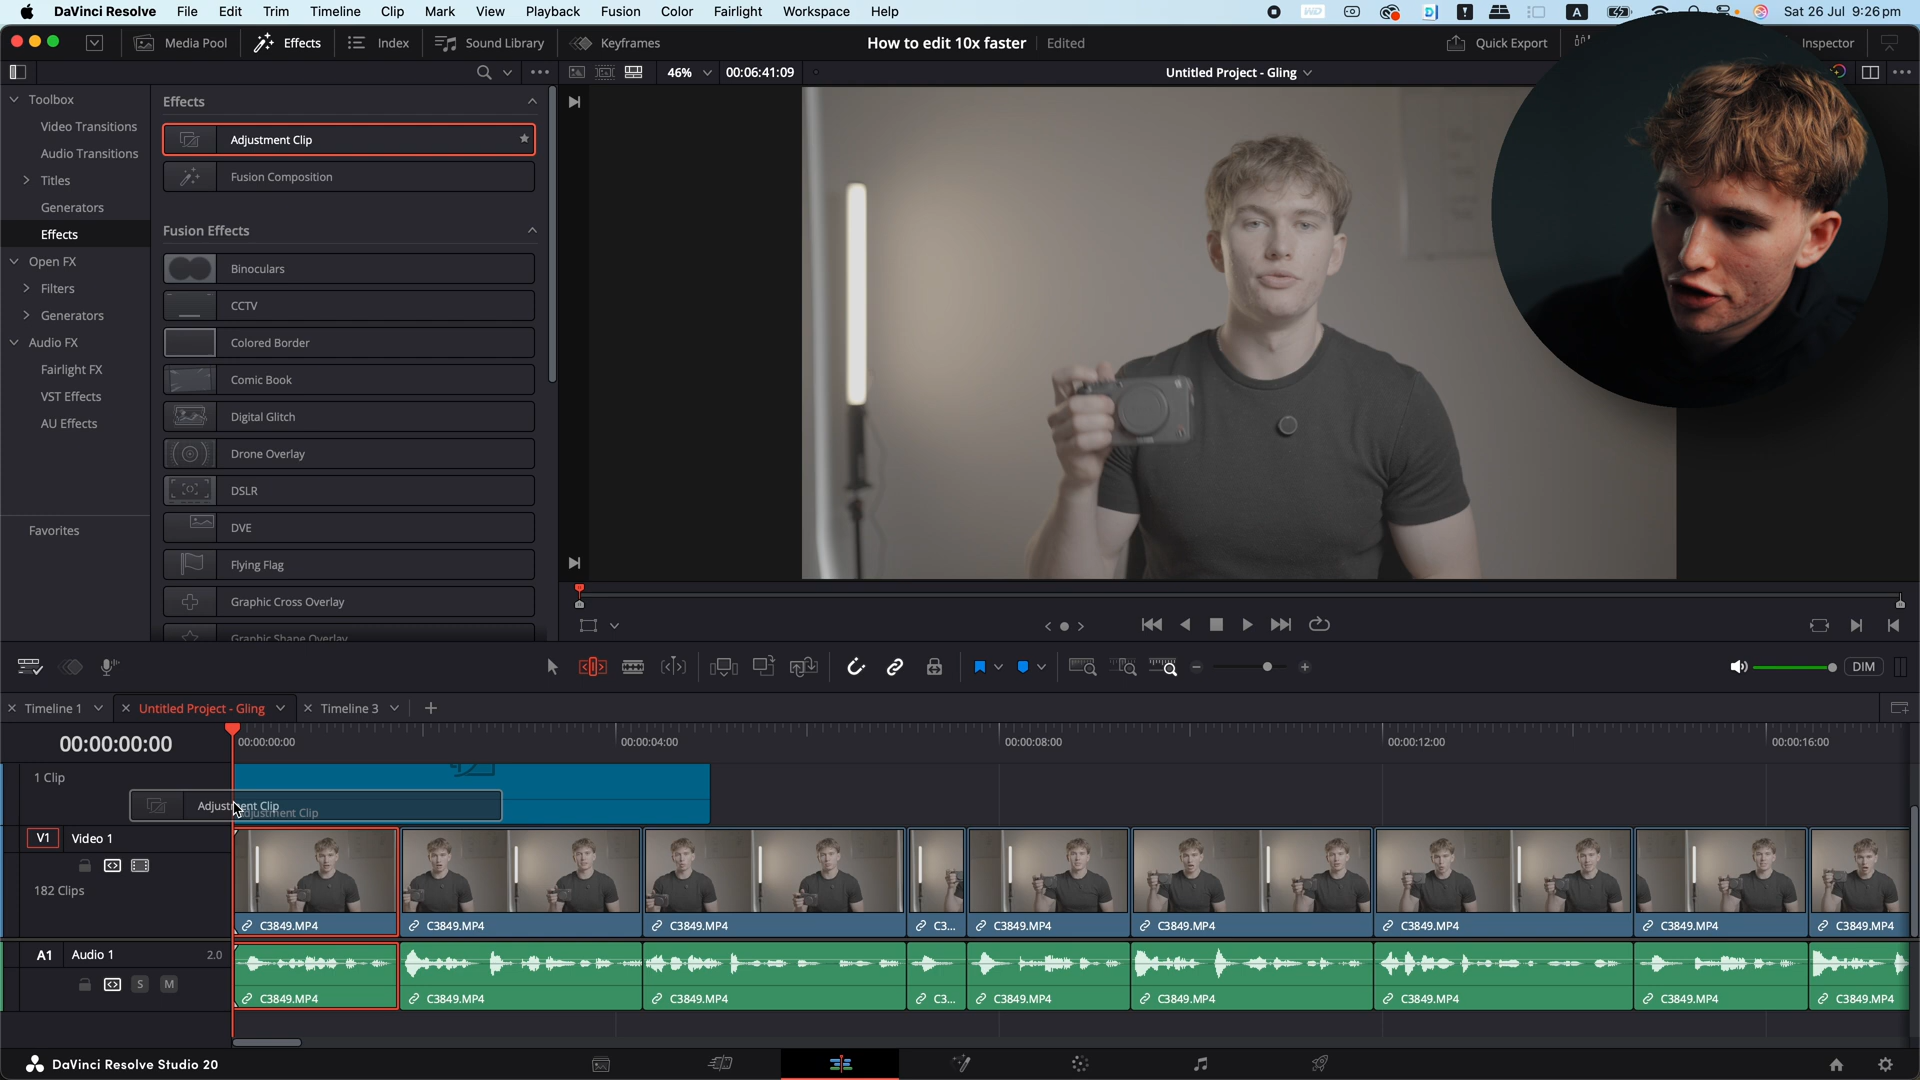 DaVinci Resolve File Edit Trim Timeline Clip Mark View Playback Fusion Color Fairlight Workspace Help
A Sat 26 Jul 9:26 pm
Media Pool Effects Index Sound Library Keyframes How to edit 10x faster Edited Quick Export Inspector
46% 00:06:41:09 Untitled Project - Gling
Toolbox
Video Transitions
Audio Transitions
Titles
Generators
Effects
Open FX
Filters
Generators
Audio FX
Fairlight FX
VST Effects
AU Effects
Favorites
Effects
Adjustment Clip
Fusion Composition
Fusion Effects
Binoculars
CCTV
Colored Border
Comic Book
Digital Glitch
Drone Overlay
DSLR
DVE
Flying Flag
Graphic Cross Overlay
Graphic Shape Overlay
DIM
Timeline 1 Untitled Project - Gling Timeline 3
00:00:00:00 00:00:00:00 00:00:04:00 00:00:08:00 00:00:12:00 00:00:16:00
1 Clip
Adjustment Clip
Adjustment Clip
V1 Video 1
182 Clips
C3849.MP4 C3849.MP4 C3849.MP4 C3... C3849.MP4 C3849.MP4 C3849.MP4 C3849.MP4 C3849.MP4
A1 Audio 1 2.0
S M
C3849.MP4 C3849.MP4 C3849.MP4 C3... C3849.MP4 C3849.MP4 C3849.MP4 C3849.MP4 C3849.MP4
DaVinci Resolve Studio 20